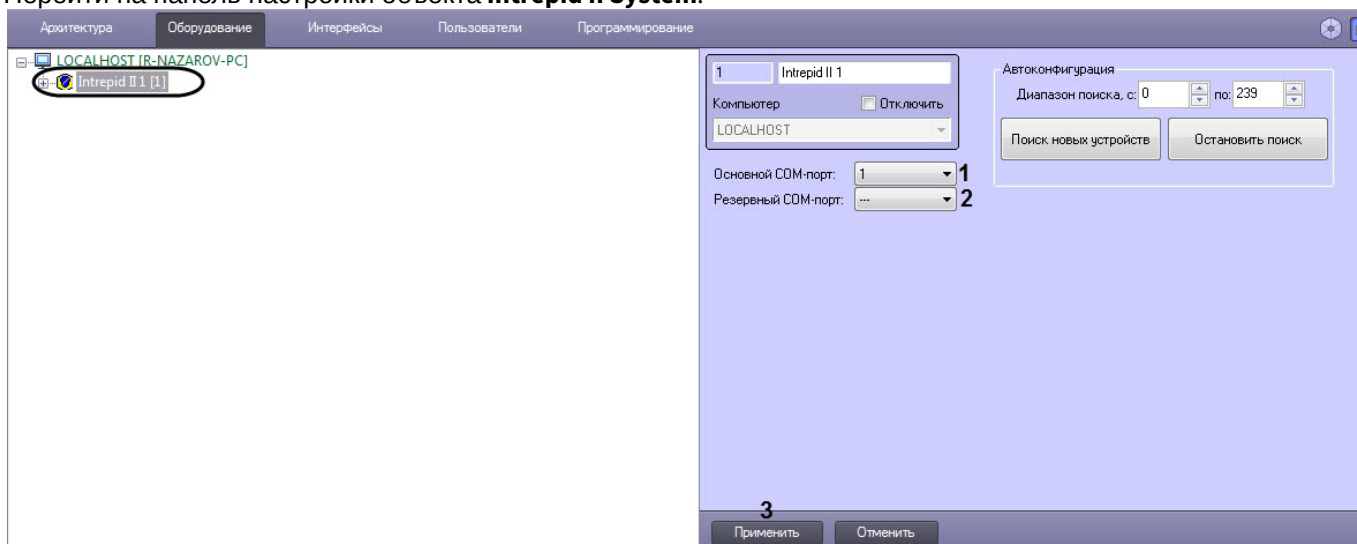 Перейти на панель настройки объекта Intrepid II System.
Архитектура Оборудование Интерфейсы Пользователи Программирование
LOCALHOST [R-NAZAROV-PC]
Intrepid II 1 [1]
1 Intrepid II 1
Компьютер Отключить
LOCALHOST
Автоконфигурация
Диапазон поиска, с: 0 по: 239
Поиск новых устройств Остановить поиск
Основной COM-порт: 1 1
Резервный COM-порт: --- 2
3
Применить Отменить